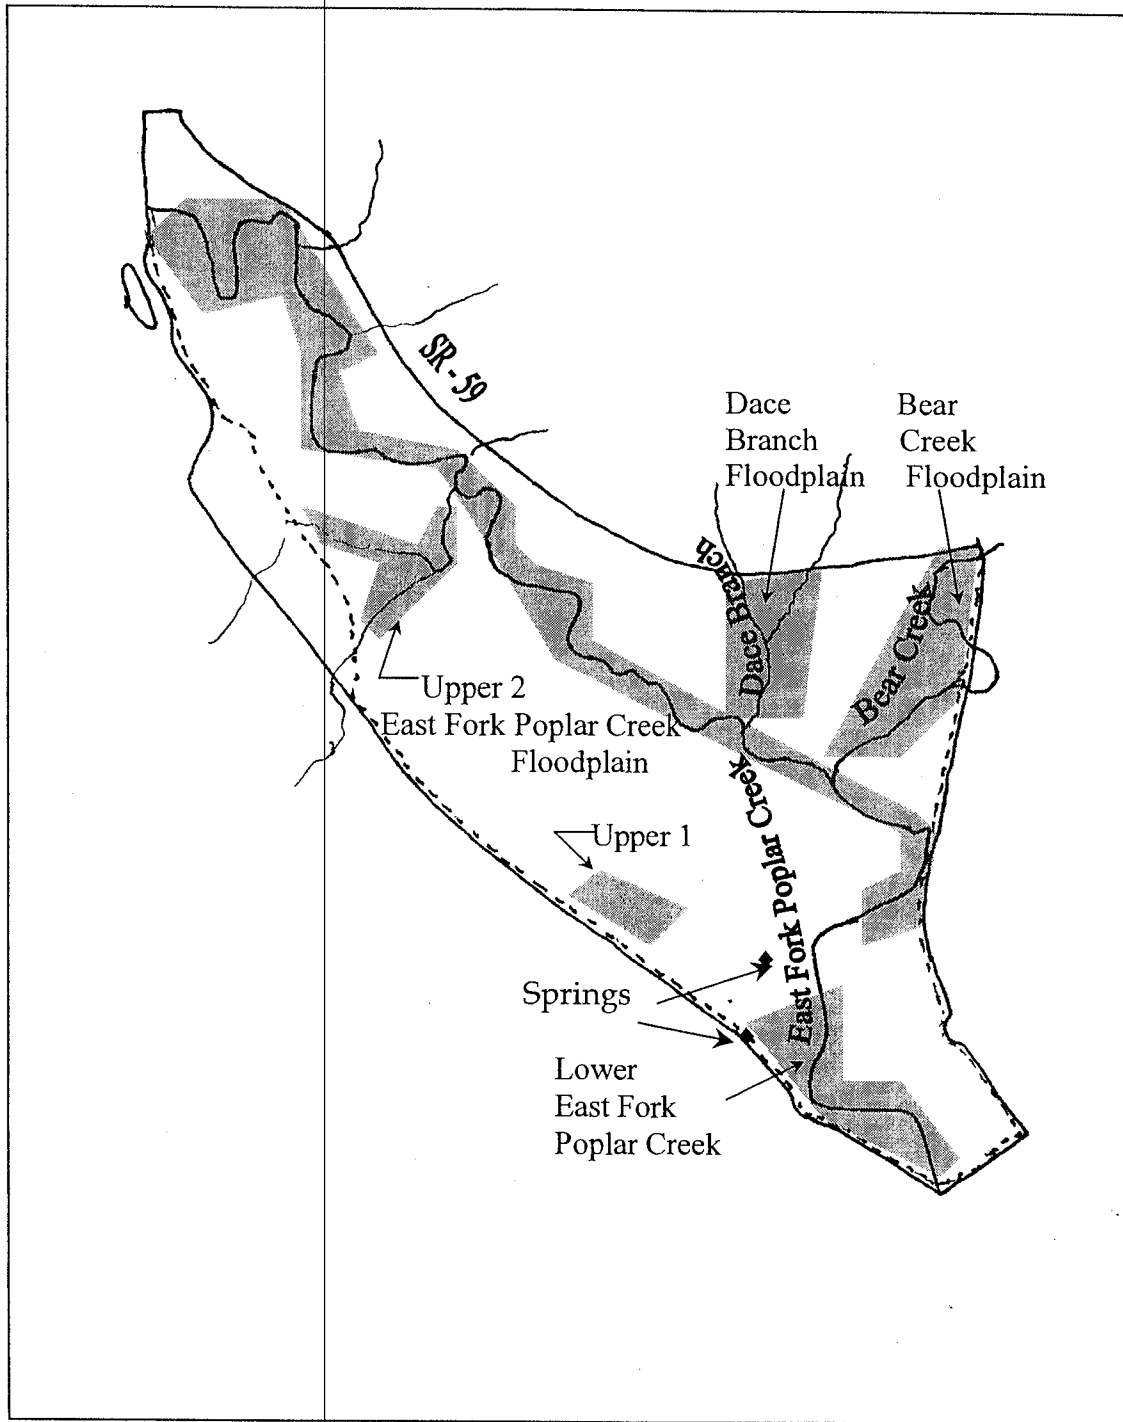 SR - 59
Dace
Branch
Floodplain
Bear
Creek
Floodplain
Dace Branch
Bear Creek
Upper 2
East Fork Poplar Creek
Floodplain
East Fork Poplar Creek
Upper 1
Springs
Lower
East Fork
Poplar Creek